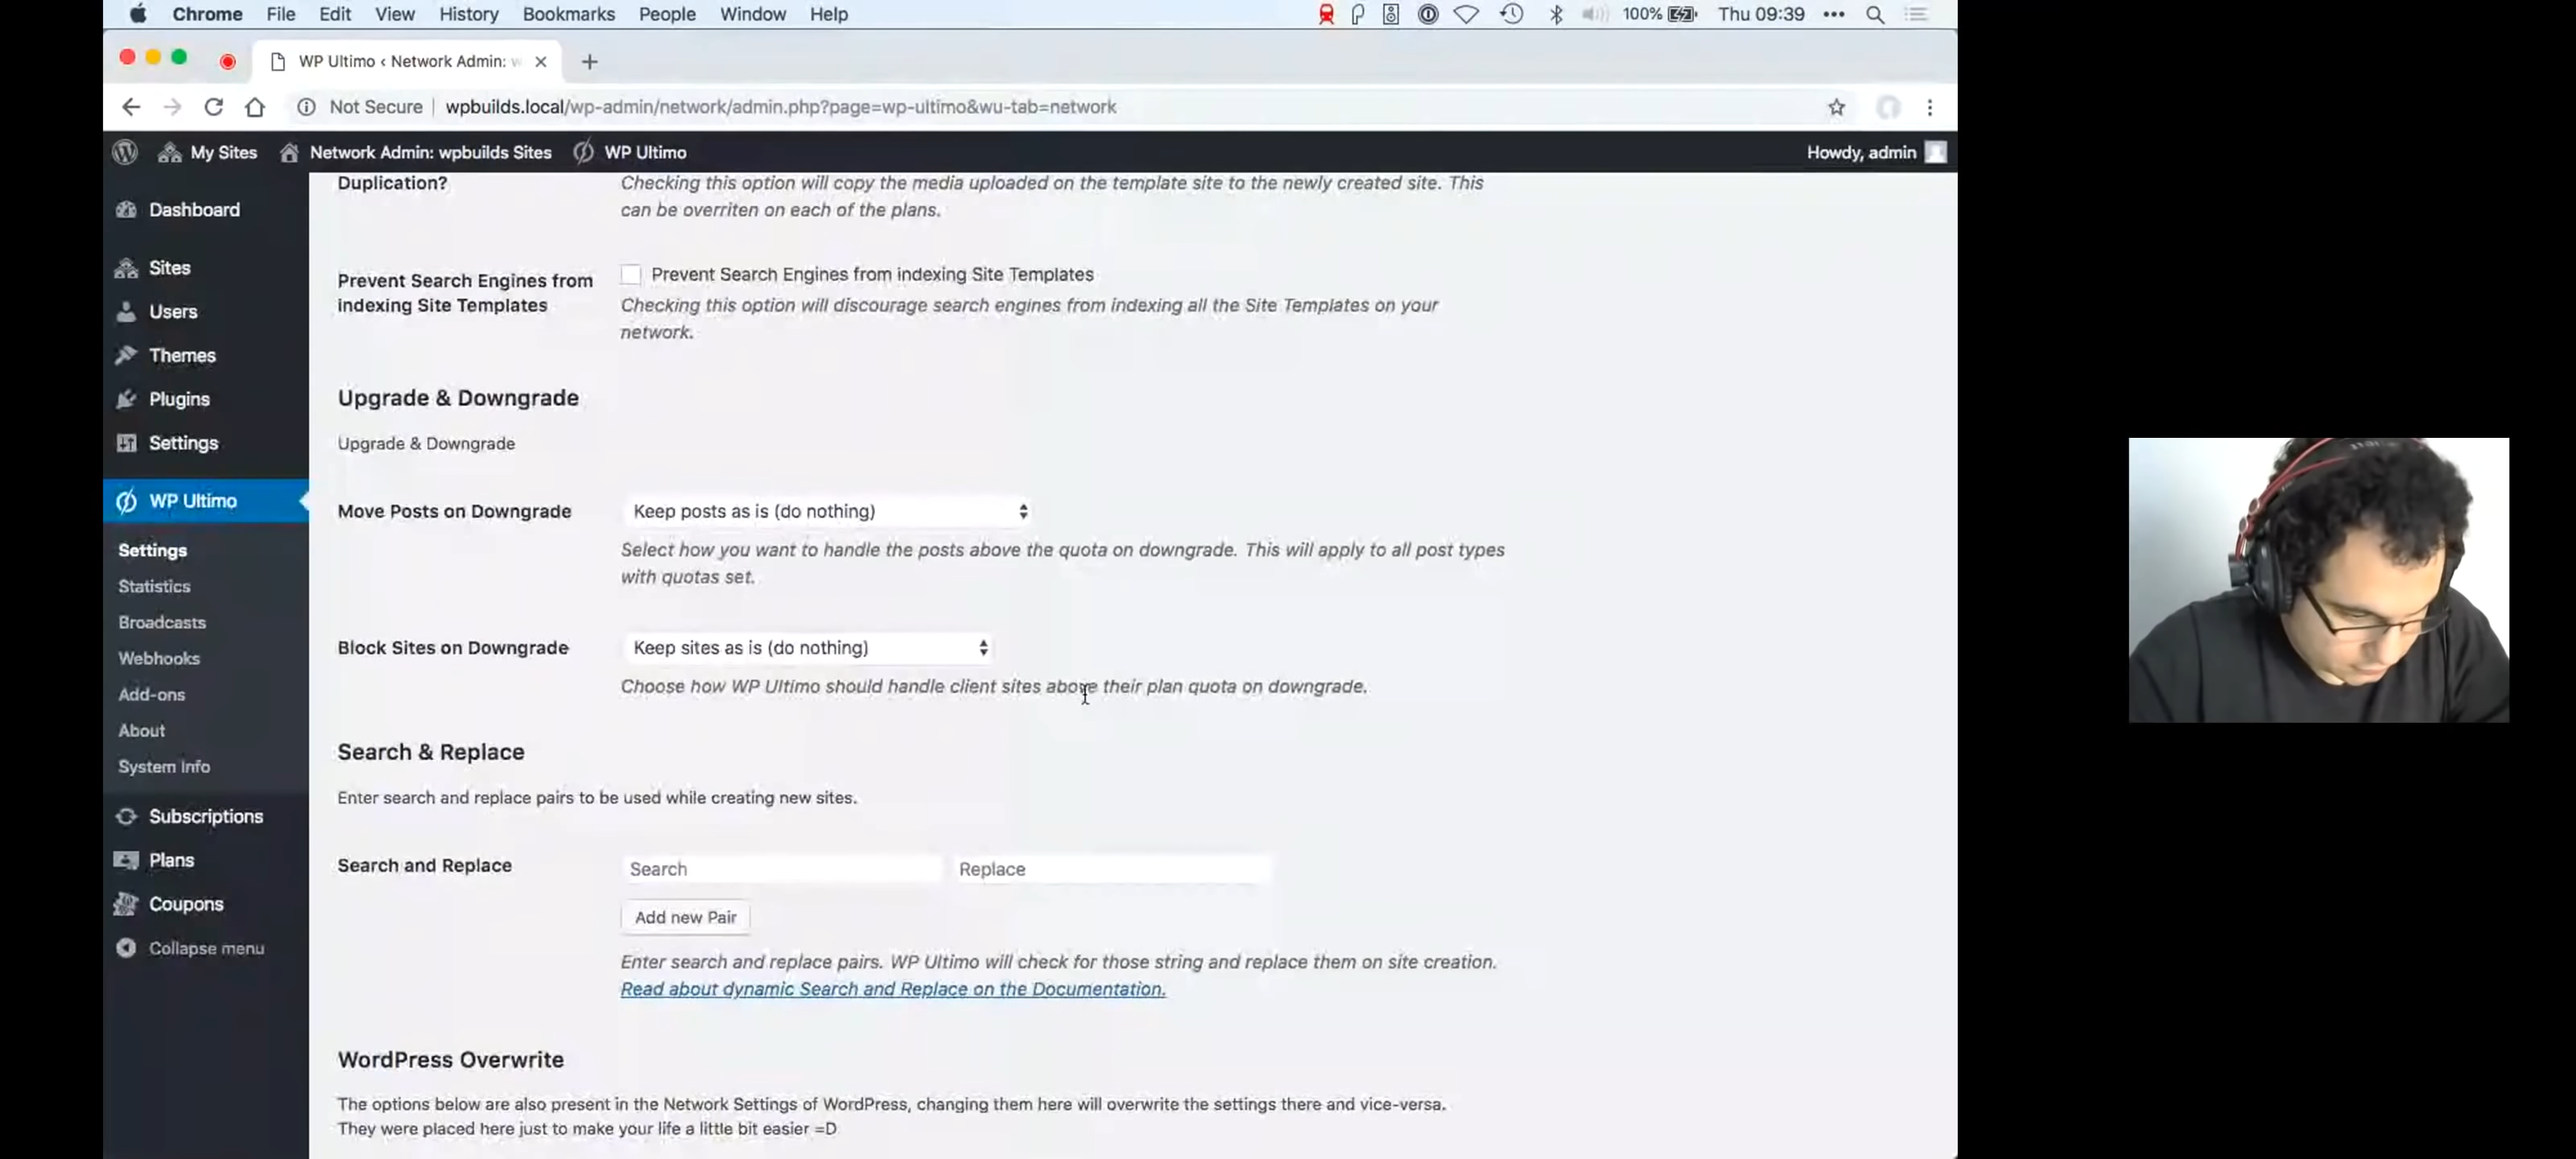 Chrome File Edit View History Bookmarks People Window Help 100% Thu 09:39
WP Ultimo ‹ Network Admin: w
Not Secure | wpbuilds.local/wp-admin/network/admin.php?page=wp-ultimo&wu-tab=network
My Sites Network Admin: wpbuilds Sites WP Ultimo Howdy, admin
Dashboard
Sites
Users
Themes
Plugins
Settings
WP Ultimo
Settings
Statistics
Broadcasts
Webhooks
Add-ons
About
System Info
Subscriptions
Plans
Coupons
Collapse menu
Duplication?
Checking this option will copy the media uploaded on the template site to the newly created site. This
can be overriten on each of the plans.
Prevent Search Engines from
indexing Site Templates
Prevent Search Engines from indexing Site Templates
Checking this option will discourage search engines from indexing all the Site Templates on your
network.
Upgrade & Downgrade
Upgrade & Downgrade
Move Posts on Downgrade
Keep posts as is (do nothing)
Select how you want to handle the posts above the quota on downgrade. This will apply to all post types
with quotas set.
Block Sites on Downgrade
Keep sites as is (do nothing)
Choose how WP Ultimo should handle client sites above their plan quota on downgrade.
Search & Replace
Enter search and replace pairs to be used while creating new sites.
Search and Replace
Search Replace
Add new Pair
Enter search and replace pairs. WP Ultimo will check for those string and replace them on site creation.
Read about dynamic Search and Replace on the Documentation.
WordPress Overwrite
The options below are also present in the Network Settings of WordPress, changing them here will overwrite the settings there and vice-versa.
They were placed here just to make your life a little bit easier =D